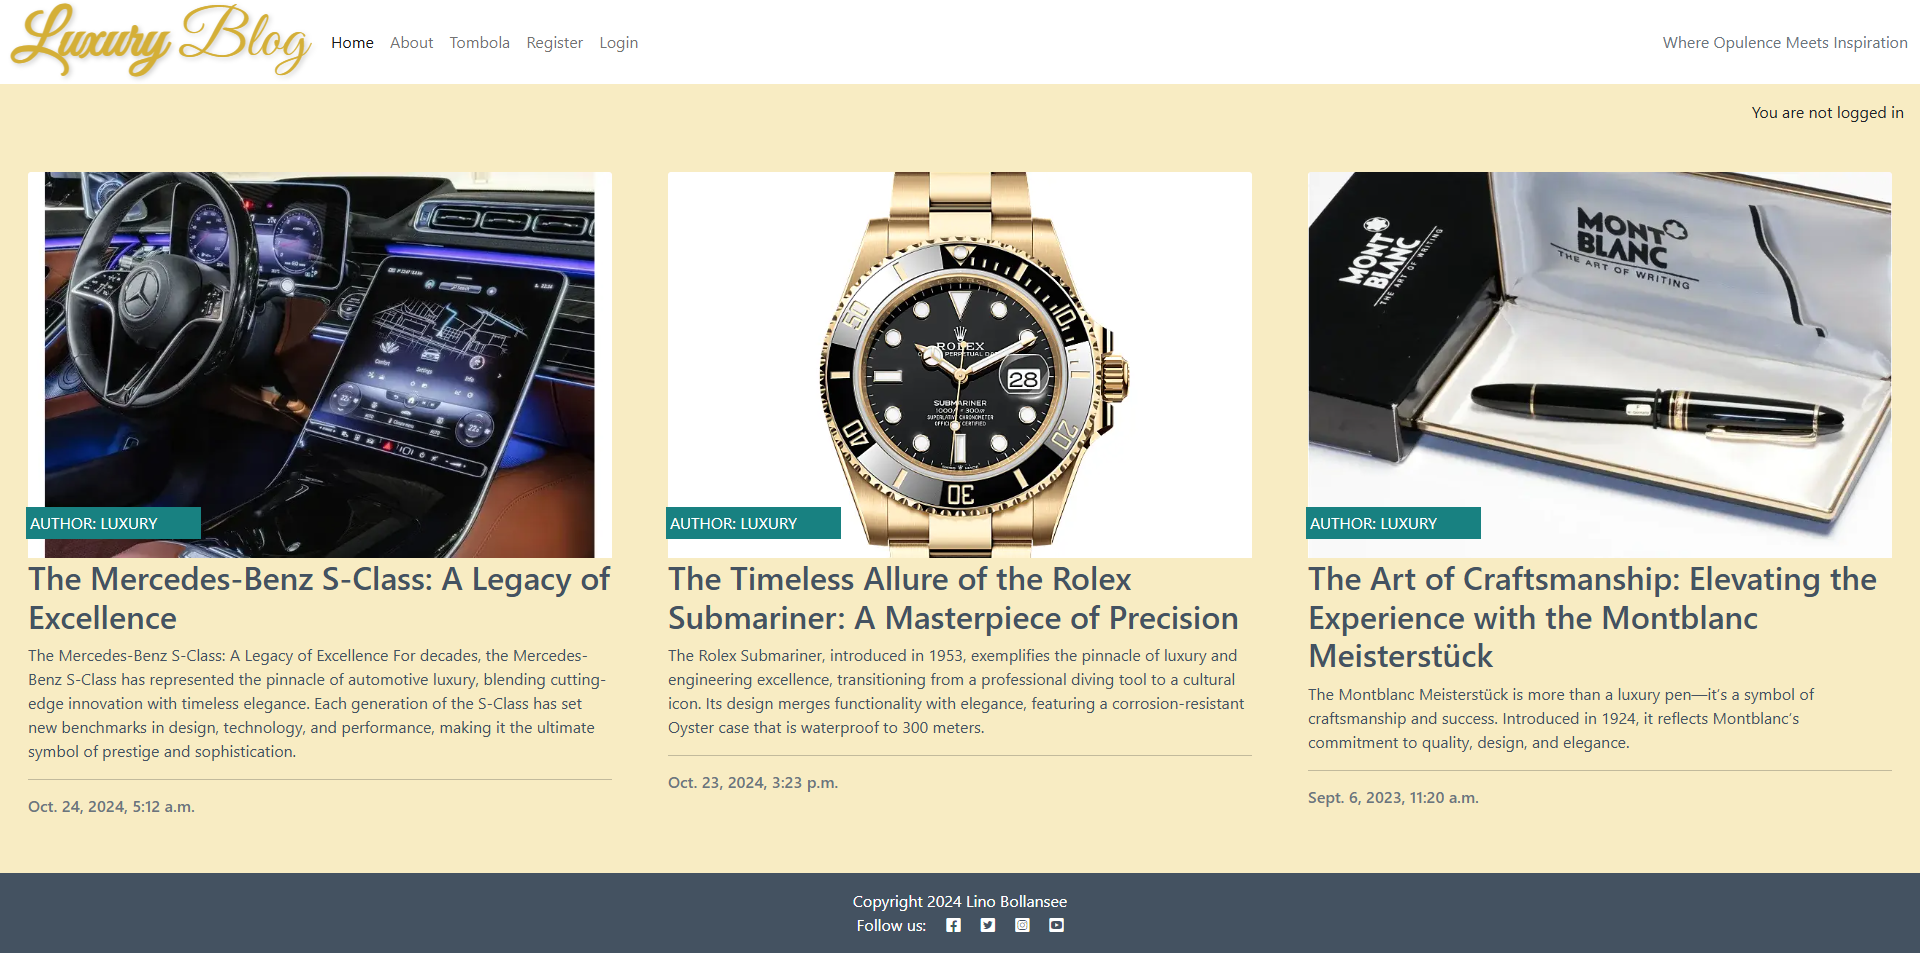 Luxury Blog
Home About Tombola Register Login
Where Opulence Meets Inspiration
You are not logged in
Comfort
Settings
Info
AUTHOR: LUXURY
The Mercedes-Benz S-Class: A Legacy of
Excellence
The Mercedes-Benz S-Class: A Legacy of Excellence For decades, the Mercedes-
Benz S-Class has represented the pinnacle of automotive luxury, blending cutting-
edge innovation with timeless elegance. Each generation of the S-Class has set
new benchmarks in design, technology, and performance, making it the ultimate
symbol of prestige and sophistication.
Oct. 24, 2024, 5:12 a.m.
50
10
ROLEX
28
SUBMARINER
SUPERLATIVE CHRONOMETER
40
20
30
AUTHOR: LUXURY
The Timeless Allure of the Rolex
Submariner: A Masterpiece of Precision
The Rolex Submariner, introduced in 1953, exemplifies the pinnacle of luxury and
engineering excellence, transitioning from a professional diving tool to a cultural
icon. Its design merges functionality with elegance, featuring a corrosion-resistant
Oyster case that is waterproof to 300 meters.
Oct. 23, 2024, 3:23 p.m.
MONT
BLANC
THE ART OF WRITING
MONT
BLANC
THE ART OF WRITING
AUTHOR: LUXURY
The Art of Craftsmanship: Elevating the
Experience with the Montblanc
Meisterstück
The Montblanc Meisterstück is more than a luxury pen—it's a symbol of
craftsmanship and success. Introduced in 1924, it reflects Montblanc's
commitment to quality, design, and elegance.
Sept. 6, 2023, 11:20 a.m.
Copyright 2024 Lino Bollansee
Follow us: